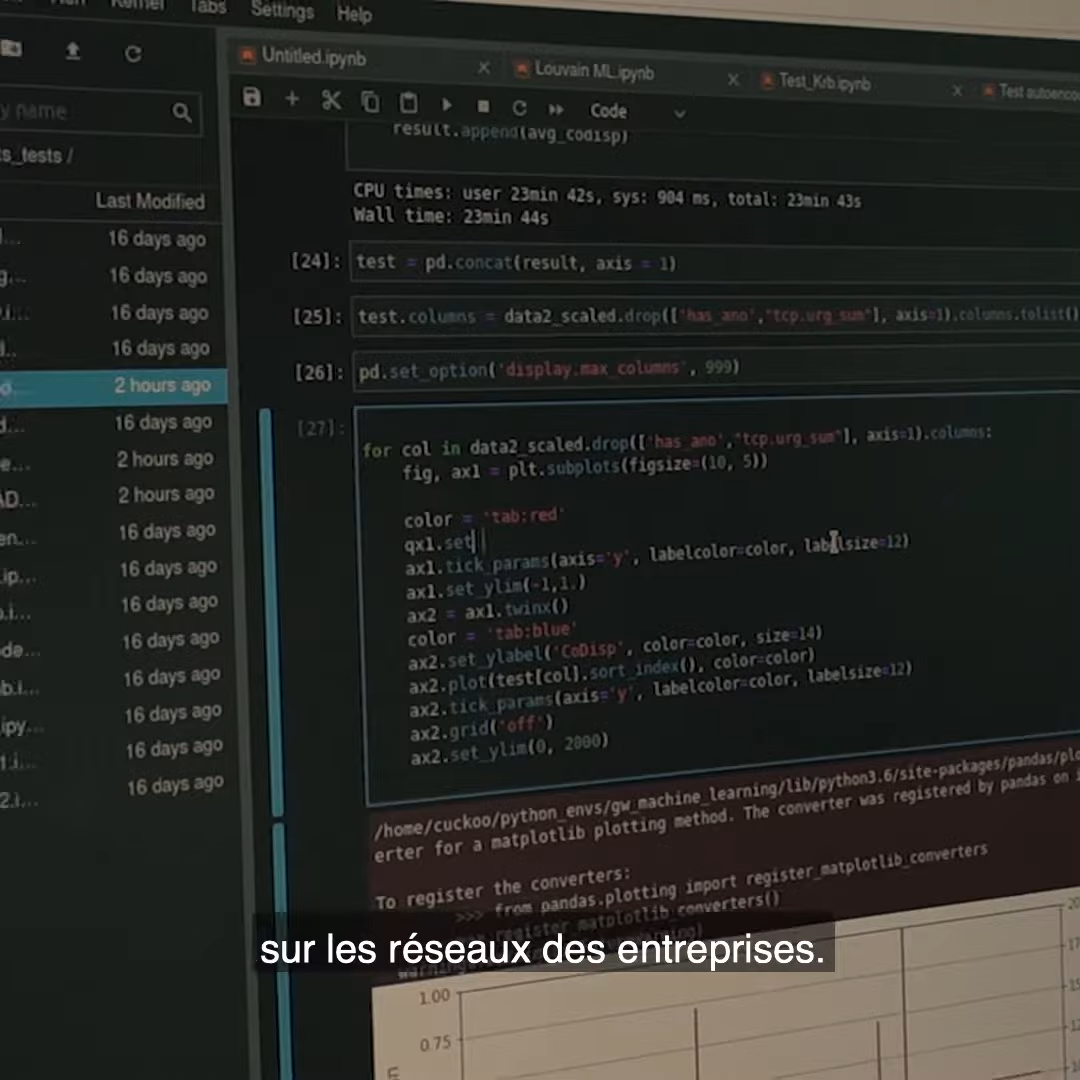 Kernel Tabs Settings Help
Untitled.ipynb Louvain ML.ipynb Test_Krb.ipynb Test autoenco
y name
Code
s_tests /
result.append(avg_codisp)
Last Modified
CPU times: user 23min 42s, sys: 904 ms, total: 23min 43s
Wall time: 23min 44s
16 days ago
16 days ago
16 days ago
16 days ago
2 hours ago
16 days ago
2 hours ago
2 hours ago
16 days ago
16 days ago
16 days ago
16 days ago
16 days ago
16 days ago
16 days ago
16 days ago
[24]: test = pd.concat(result, axis = 1)
[25]: test.columns = data2_scaled.drop(['has_ano','tcp.urg_sum'], axis=1).columns.tolist()
[26]: pd.set_option('display.max_columns', 999)
[27]:
for col in data2_scaled.drop(['has_ano',"tcp.urg_sum"], axis=1).columns:
fig, ax1 = plt.subplots(figsize=(10, 5))
color = 'tab:red'
qx1.set
ax1.tick_params(axis='y', labelcolor=color, labelsize=12)
ax1.set_ylim(-1,1.)
ax2 = ax1.twinx()
color = 'tab:blue'
ax2.set_ylabel('CoDisp', color=color, size=14)
ax2.plot(test[col].sort_index(), color=color)
ax2.tick_params(axis='y', labelcolor=color, labelsize=12)
ax2.grid('off')
ax2.set_ylim(0, 2000)
/home/cuckoo/python_envs/gw_machine_learning/lib/python3.6/site-packages/pandas/plo
erter for a matplotlib plotting method. The converter was registered by pandas on i
To register the converters:
>>> from pandas.plotting import register_matplotlib_converters
register_matplotlib_converters()
sur les réseaux des entreprises.
1.00
0.75